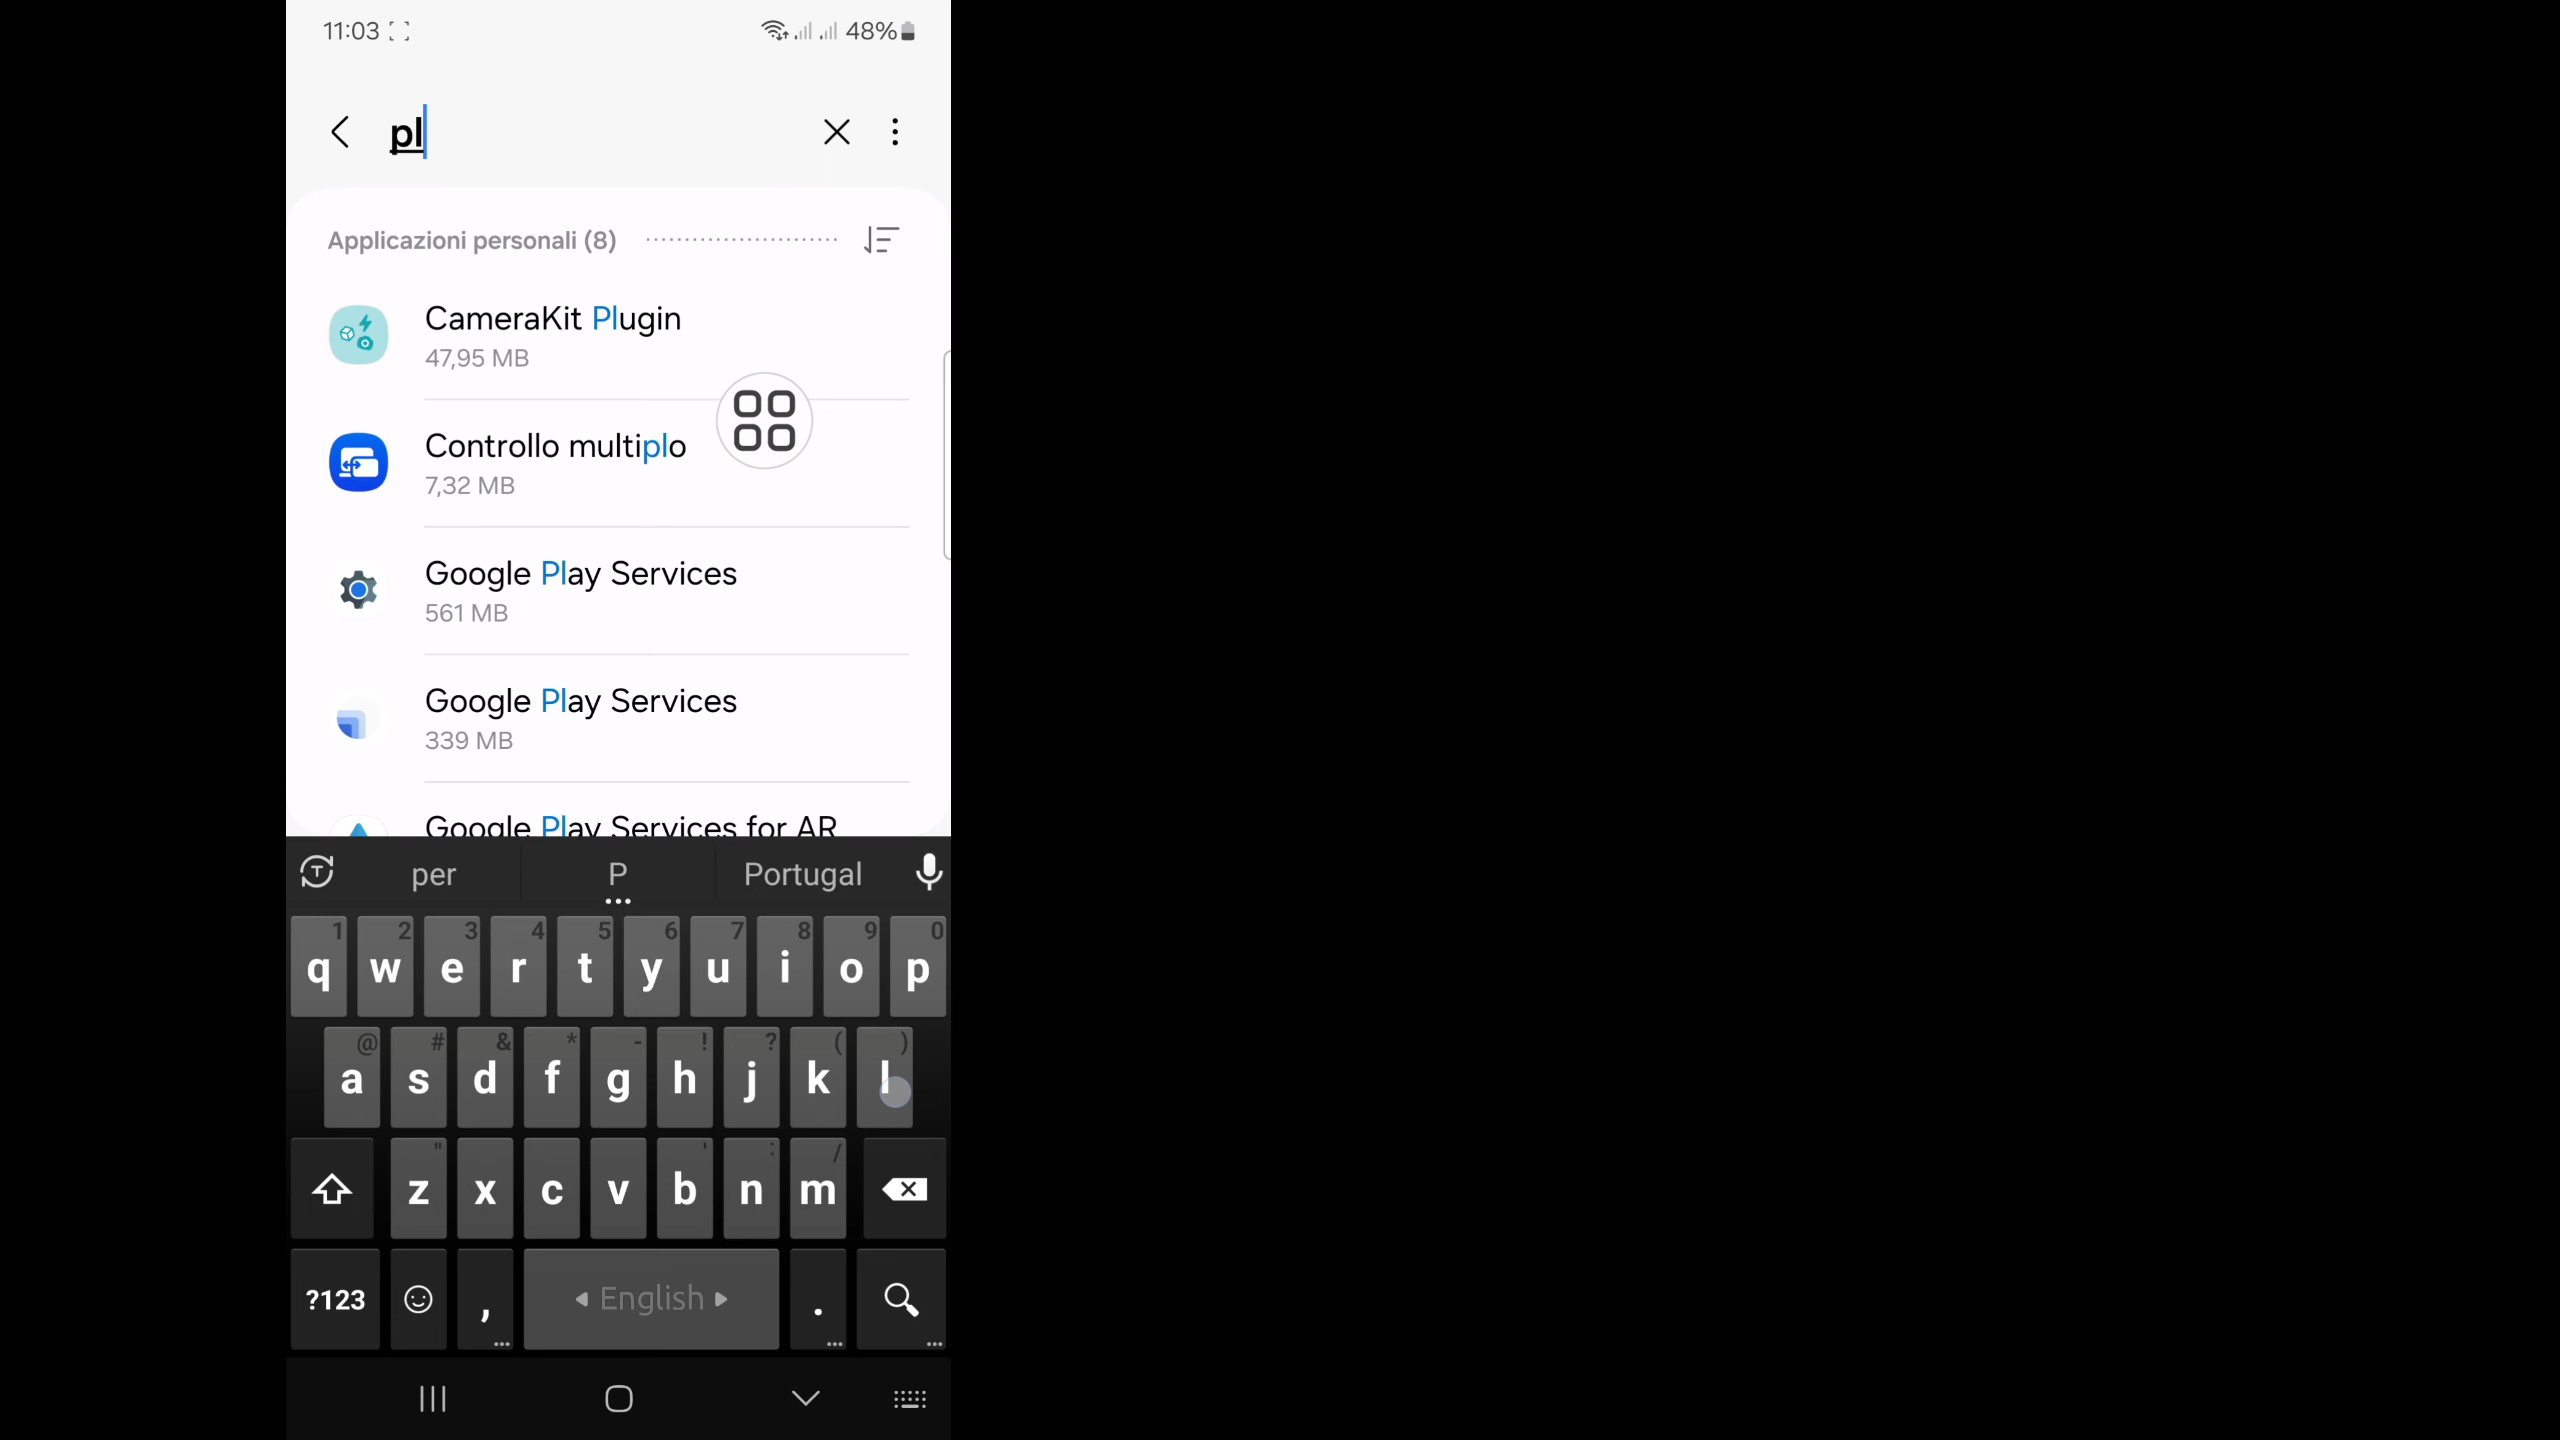 11:03 48%
pl
Applicazioni personali (8)
CameraKit Plugin
47,95 MB
Controllo multiplo
7,32 MB
Google Play Services
561 MB
Google Play Services
339 MB
Google Play Services for AR
per P Portugal
1 2 3 4 5 6 7 8 9 0
q w e r t y u i o p
@ # & * - ! ? ( )
a s d f g h j k l
" ' : /
z x c v b n m
?123 , English .